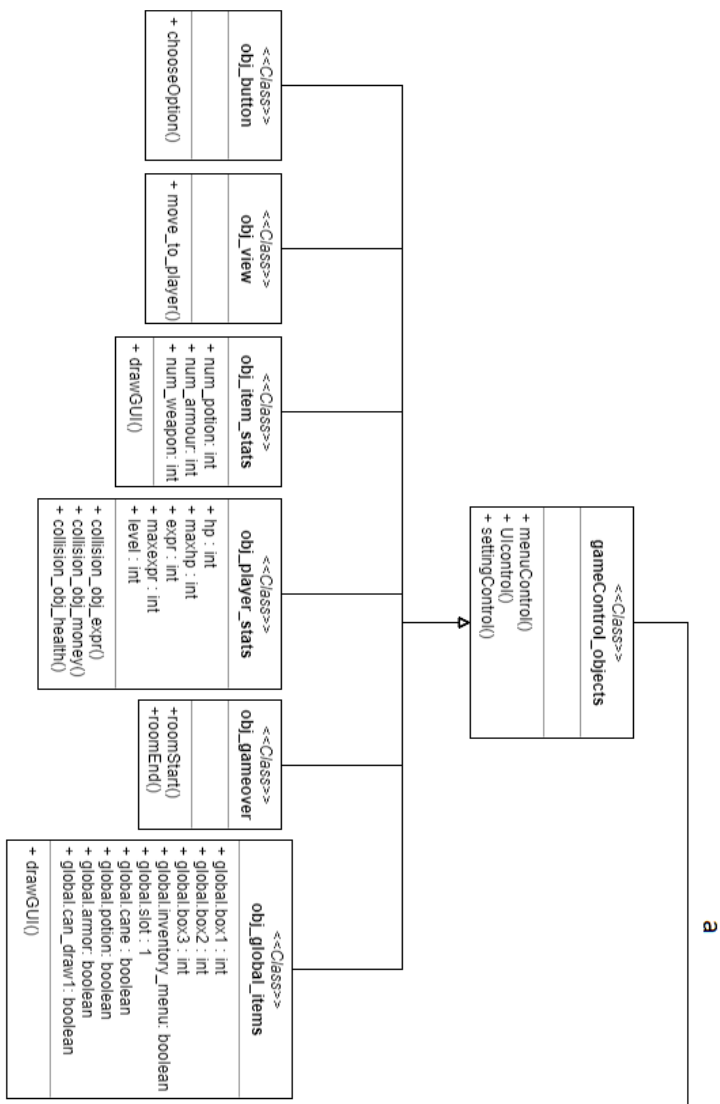 a
<<Class>>
gameControl_objects
+ menuControl()
+ UIcontrol()
+ settingControl()
<<Class>>
obj_button
+ chooseOption()
<<Class>>
obj_view
+ move_to_player()
<<Class>>
obj_item_stats
+ num_potion: int
+ num_armour: int
+ num_weapon: int
+ drawGUI()
<<Class>>
obj_player_stats
+ hp : int
+ maxhp : int
+ expr : int
+ maxexpr : int
+ level : int
+ collision_obj_expr()
+ collision_obj_money()
+ collision_obj_health()
<<Class>>
obj_gameover
+roomStart()
+roomEnd()
<<Class>>
obj_global_items
+ global.box1 : int
+ global.box2 : int
+ global.box3 : int
+ global.inventory_menu: boolean
+ global.slot : 1
+ global.cane : boolean
+ global.potion: boolean
+ global.armor: boolean
+ global.can_draw1: boolean
+ drawGUI()